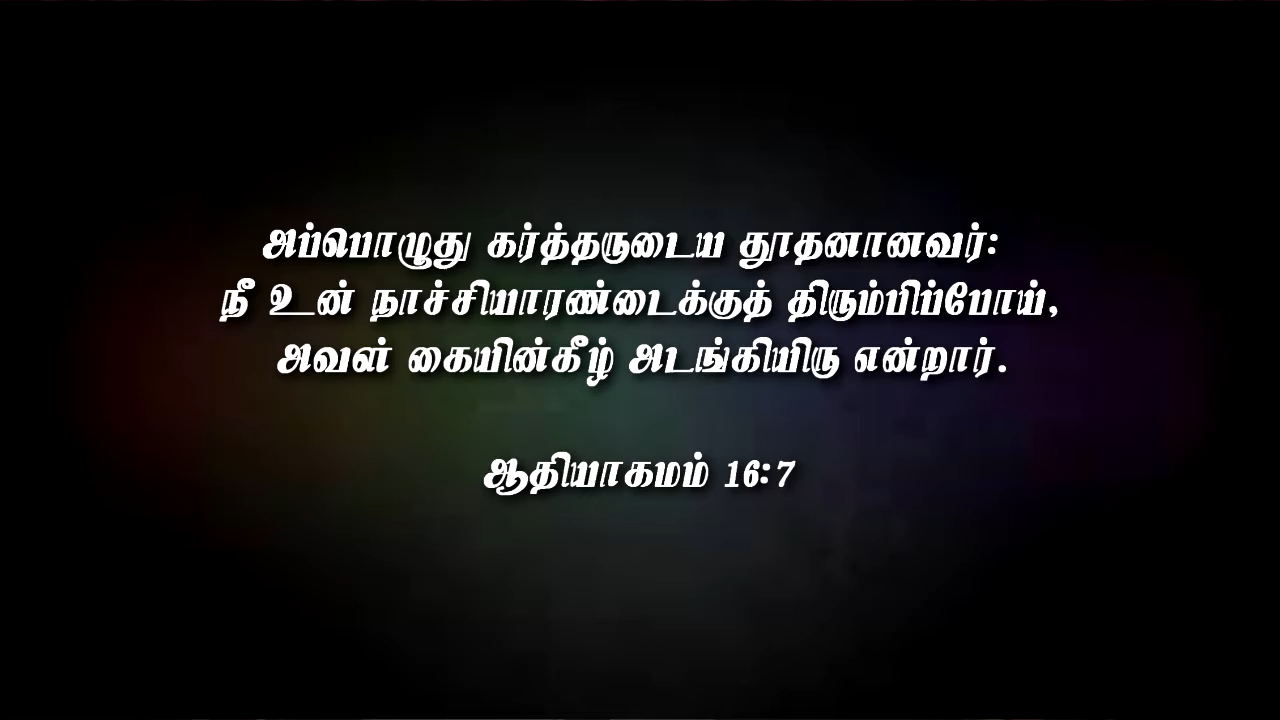 அப்பொழுது கர்த்தருடைய தூதனானவர்:
நீ உன் நாச்சியாரண்டைக்குத் திரும்பிப்போய்,
அவள் கையின்கீழ் அடங்கியிரு என்றார்.
ஆதியாகமம் 16:7